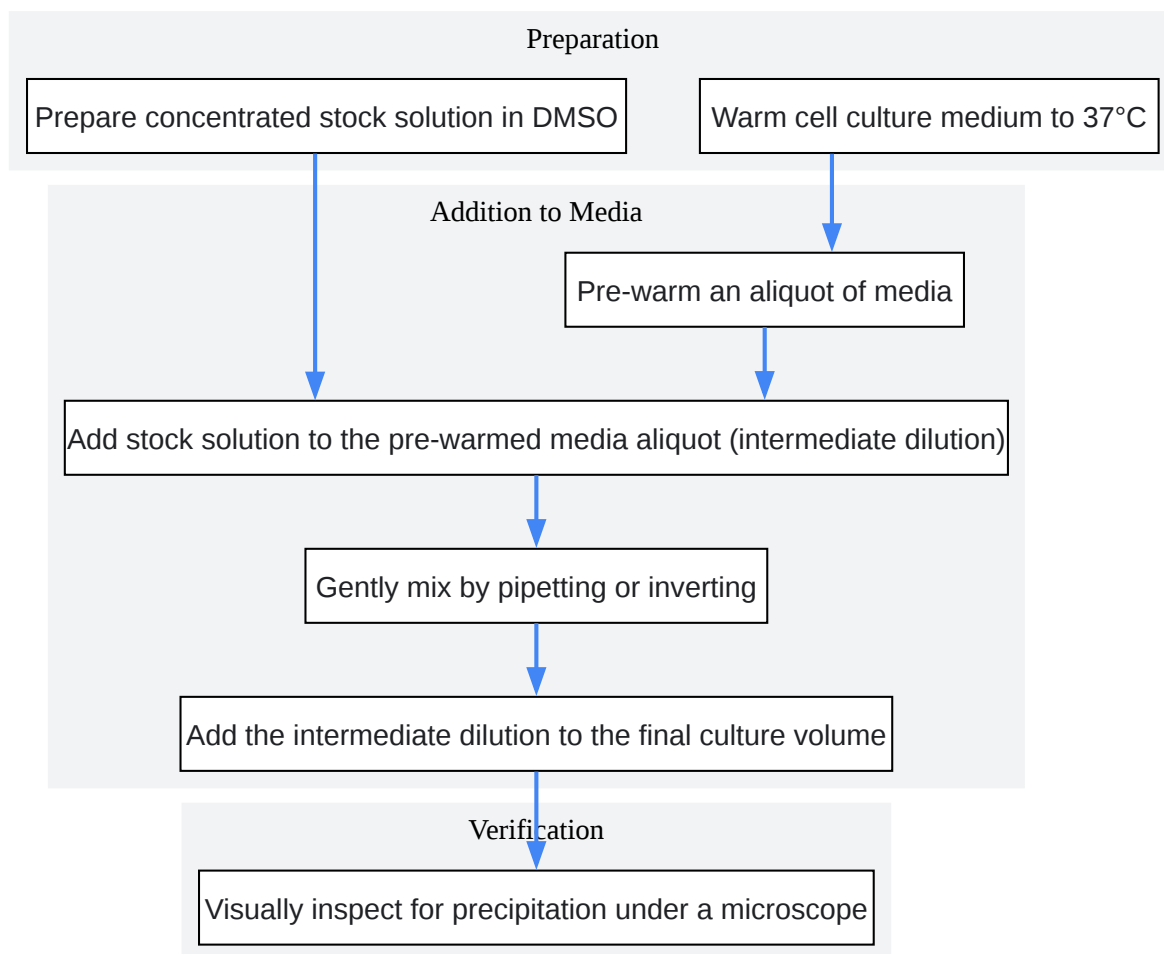 Preparation
Prepare concentrated stock solution in DMSO
Warm cell culture medium to 37°C
Addition to Media
Pre-warm an aliquot of media
Add stock solution to the pre-warmed media aliquot (intermediate dilution)
Gently mix by pipetting or inverting
Add the intermediate dilution to the final culture volume
Verification
Visually inspect for precipitation under a microscope